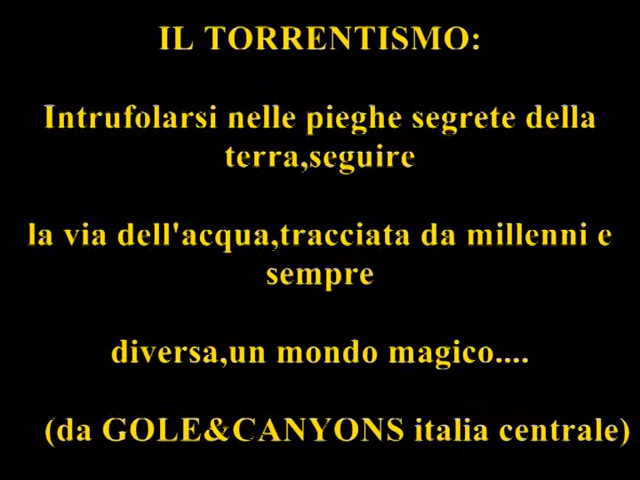 IL TORRENTISMO:
Intrufolarsi nelle pieghe segrete della
terra,seguire
la via dell'acqua,tracciata da millenni e
sempre
diversa,un mondo magico....
(da GOLE&CANYONS italia centrale)